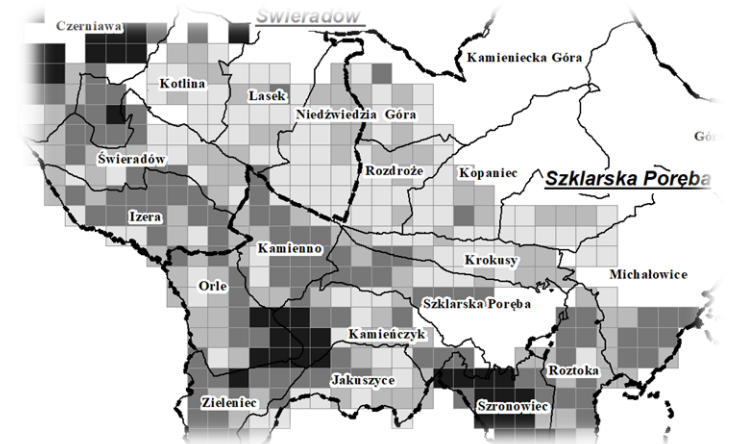 Świeradów
Czerniawa
Kamieniecka Góra
Kotlina
Lasek
Niedźwiedzia Góra
Świeradów
Rozdroże
Kopaniec
Szklarska Poręba
Izera
Kamienno
Krokusy
Michałowice
Orle
Szklarska Poręba
Kamieńczyk
Jakuszyce
Roztoka
Zieleniec
Szronowiec